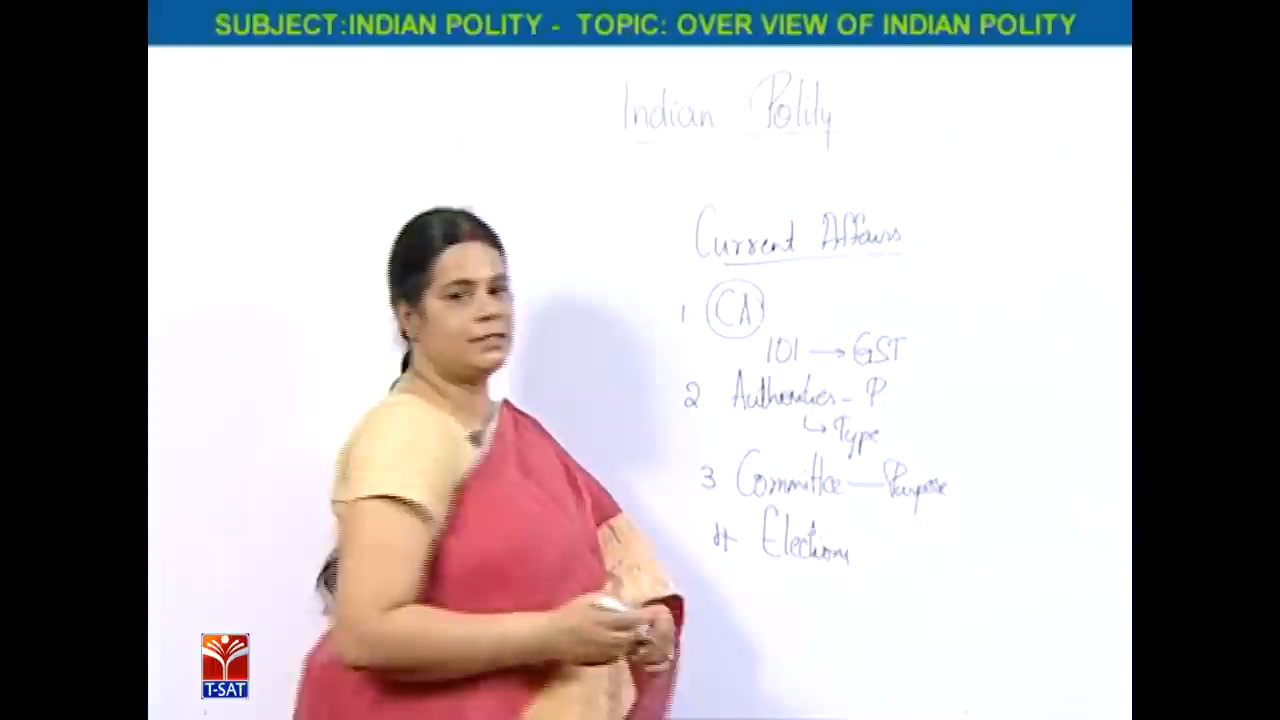 SUBJECT:INDIAN POLITY - TOPIC: OVER VIEW OF INDIAN POLITY
Indian Polity
Current Affairs
1. CA
101 → GST
2 Authorities - P
↳ Type
3 Committee — Purpose
4 Elections
T-SAT